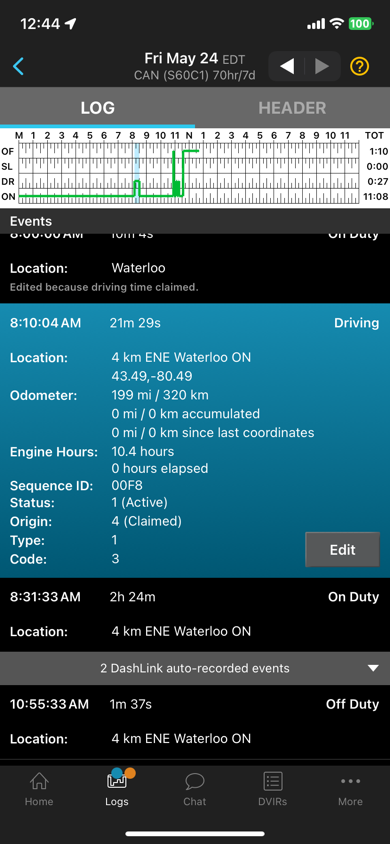 12:44
100
Fri May 24 EDT
CAN (S60C1) 70hr/7d
LOG HEADER
M 1 2 3 4 5 6 7 8 9 10 11 N 1 2 3 4 5 6 7 8 9 10 11 TOT
OF 1:10
SL 0:00
DR 0:27
ON 11:08
Events
8:00:00 AM 10m 4s On Duty
Location: Waterloo
Edited because driving time claimed.
8:10:04 AM 21m 29s Driving
Location: 4 km ENE Waterloo ON
43.49,-80.49
Odometer: 199 mi / 320 km
0 mi / 0 km accumulated
0 mi / 0 km since last coordinates
Engine Hours: 10.4 hours
0 hours elapsed
Sequence ID: 00F8
Status: 1 (Active)
Origin: 4 (Claimed)
Type: 1
Code: 3
Edit
8:31:33 AM 2h 24m On Duty
Location: 4 km ENE Waterloo ON
2 DashLink auto-recorded events
10:55:33 AM 1m 37s Off Duty
Location: 4 km ENE Waterloo ON
Home Logs Chat DVIRs More